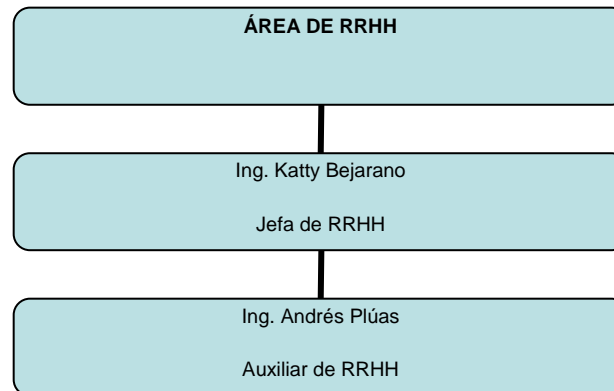 ÁREA DE RRHH
Ing. Katty Bejarano
Jefa de RRHH
Ing. Andrés Plúas
Auxiliar de RRHH